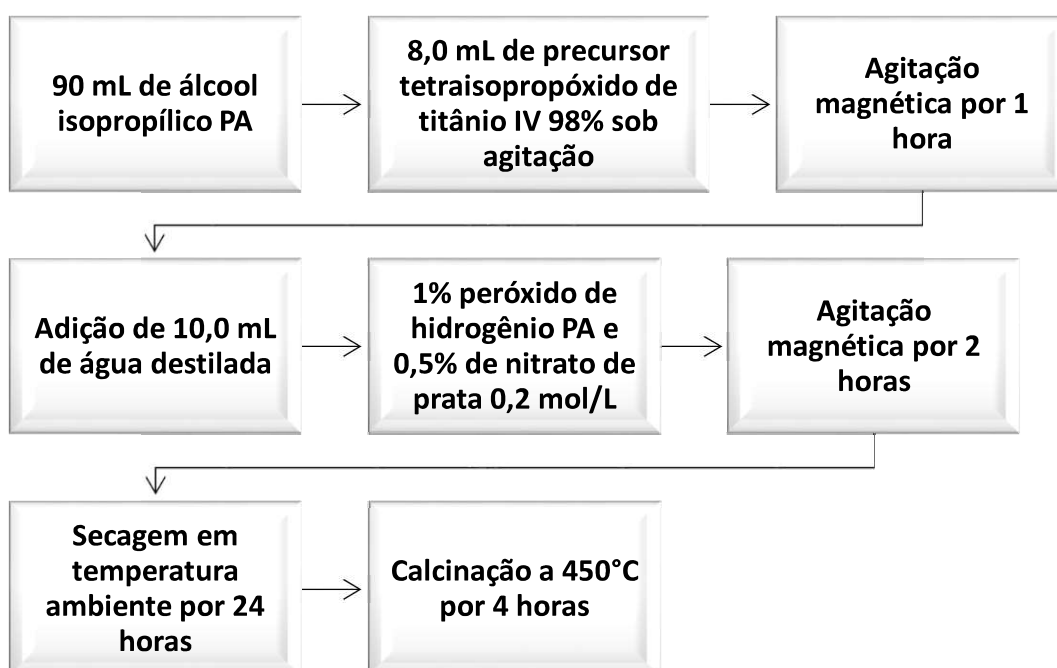 90 mL de álcool
isopropílico PA
8,0 mL de precursor
tetraisopropóxido de
titânio IV 98% sob
agitação
Agitação
magnética por 1
hora
Adição de 10,0 mL
de água destilada
1% peróxido de
hidrogênio PA e
0,5% de nitrato de
prata 0,2 mol/L
Agitação
magnética por 2
horas
Secagem em
temperatura
ambiente por 24
horas
Calcinação a 450°C
por 4 horas